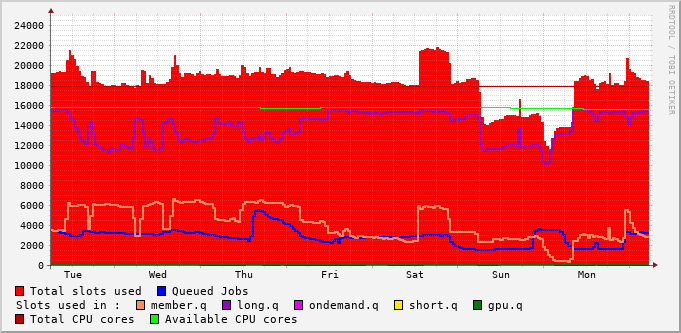 RRDTOOL / TOBI OETIKER
24000
22000
20000
18000
16000
14000
12000
10000
8000
6000
4000
2000
0
Tue Wed Thu Fri Sat Sun Mon
Total slots used Queued Jobs
Slots used in : member.q long.q ondemand.q short.q gpu.q
Total CPU cores Available CPU cores